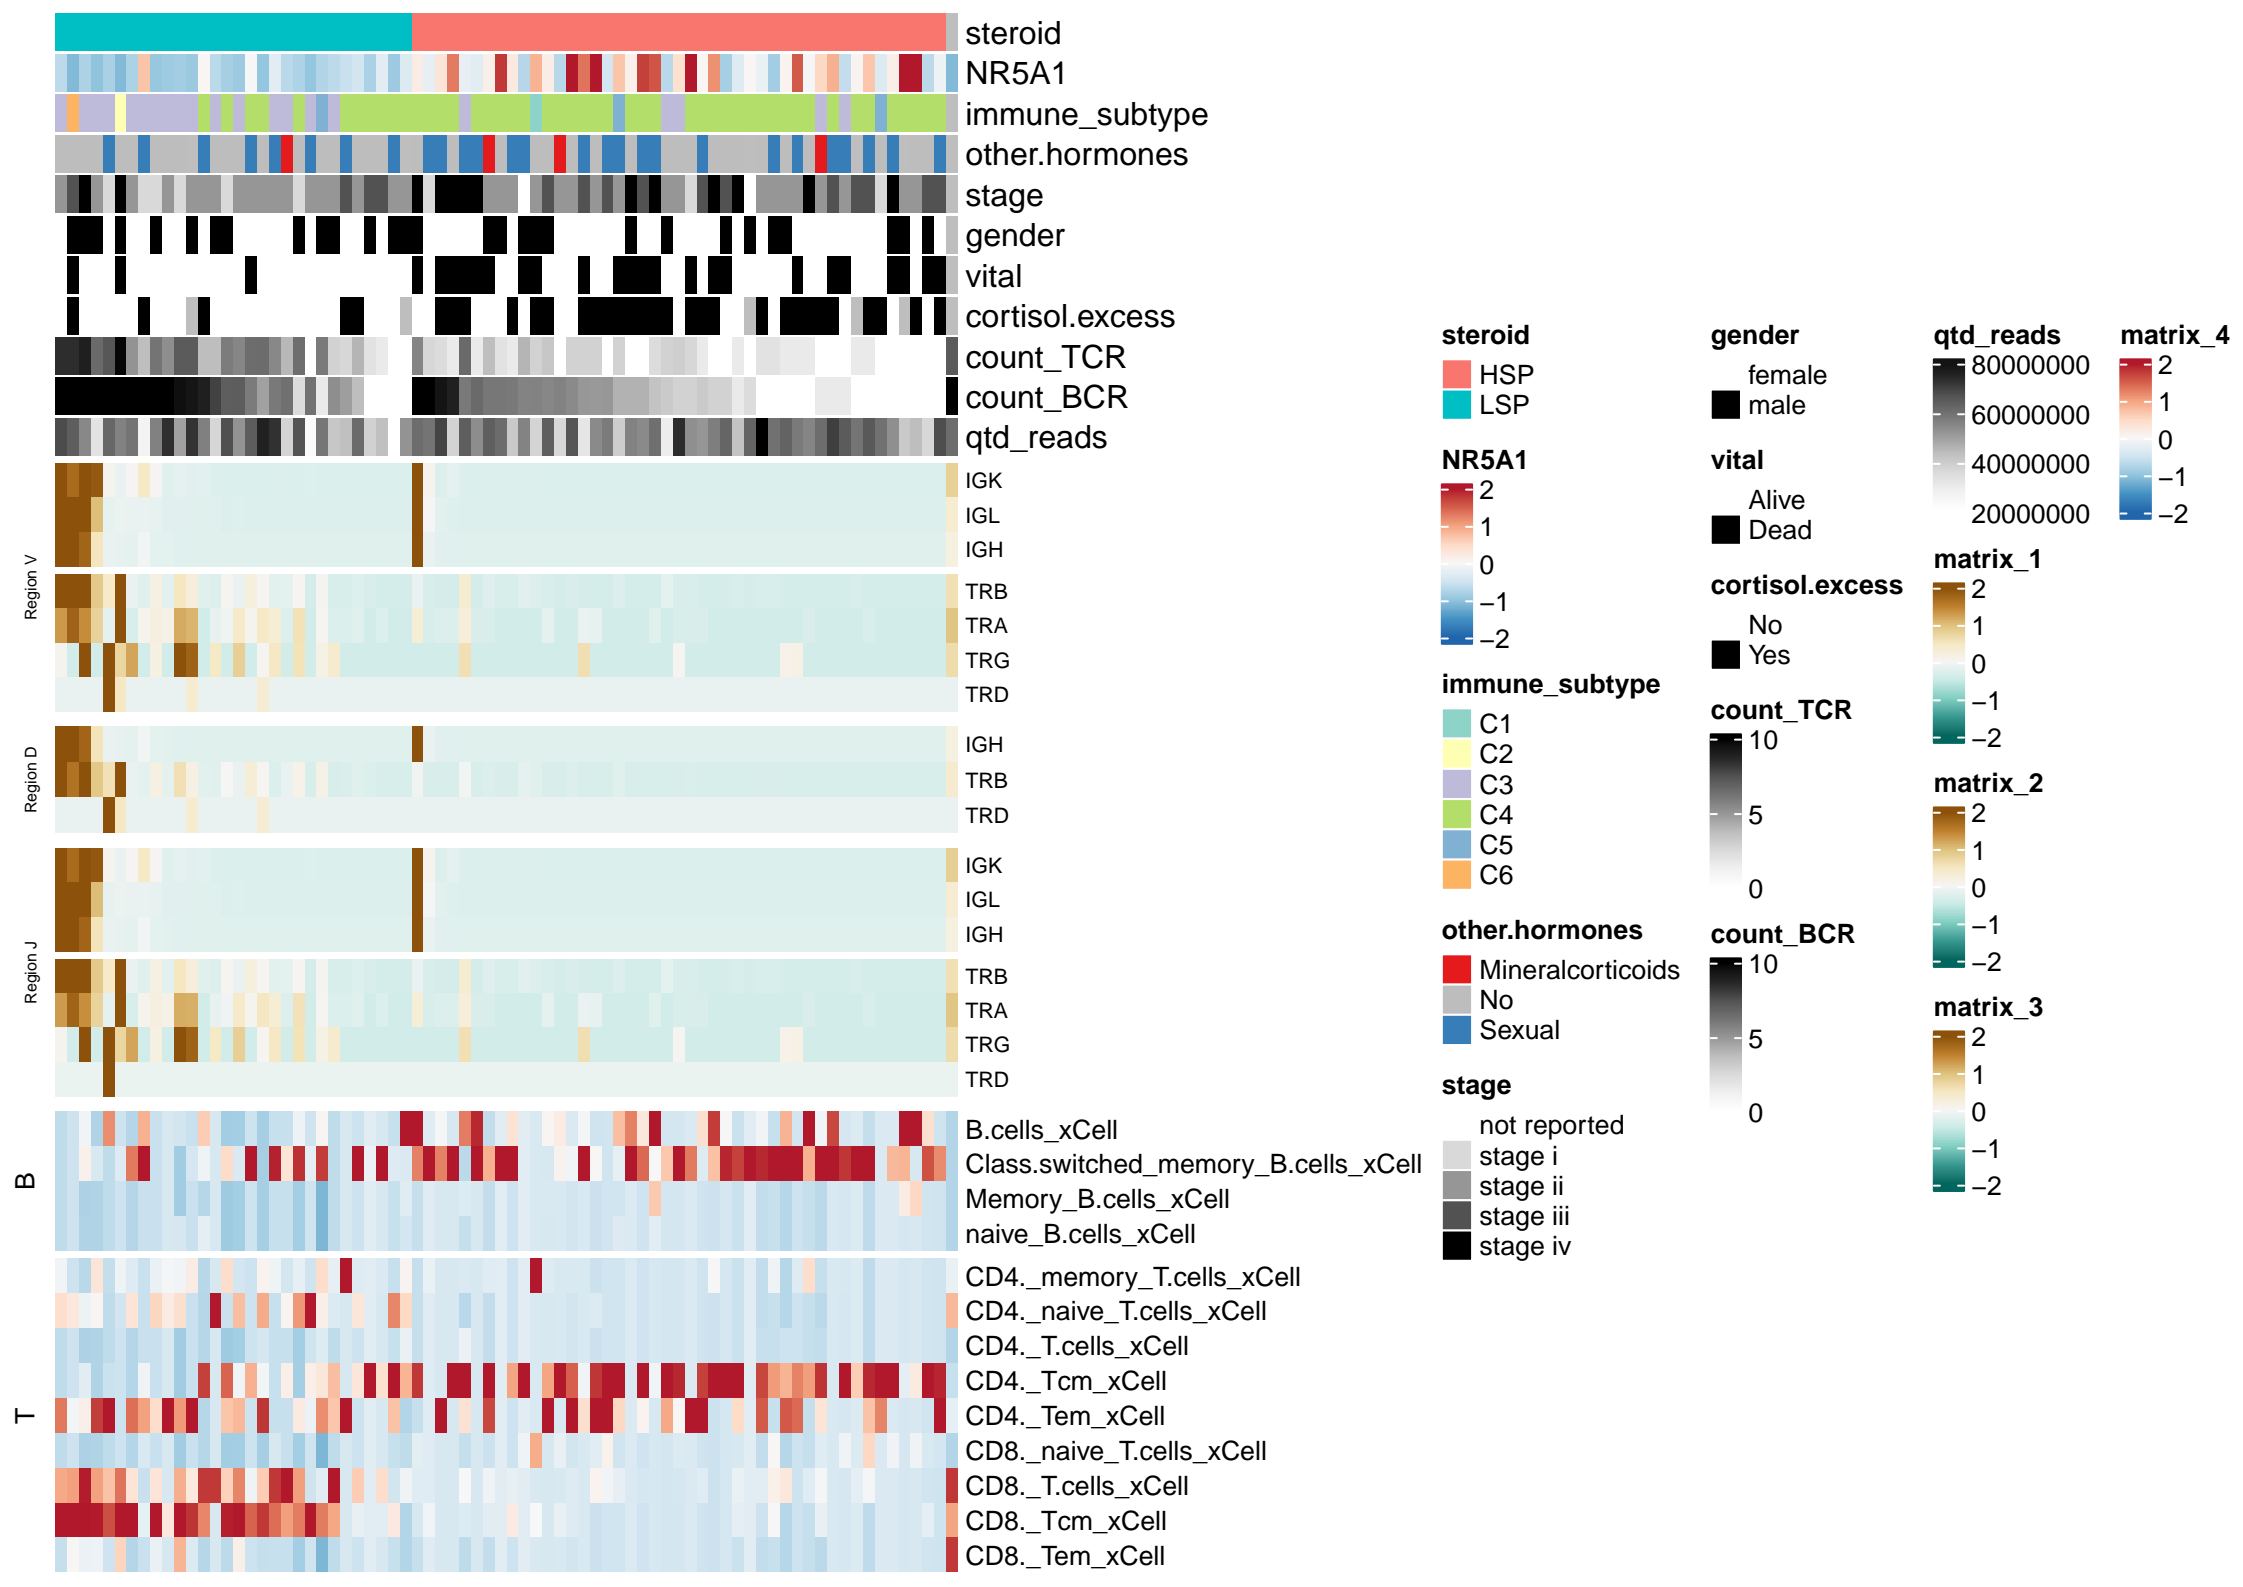 steroid
NR5A1
immune_subtype
other.hormones
stage
gender
vital
cortisol.excess
count_TCR
count_BCR
qtd_reads
Region V
IGK
IGL
IGH
TRB
TRA
TRG
TRD
Region D
IGH
TRB
TRD
Region J
IGK
IGL
IGH
TRB
TRA
TRG
TRD
B
B.cells_xCell
Class.switched_memory_B.cells_xCell
Memory_B.cells_xCell
naive_B.cells_xCell
T
CD4._memory_T.cells_xCell
CD4._naive_T.cells_xCell
CD4._T.cells_xCell
CD4._Tcm_xCell
CD4._Tem_xCell
CD8._naive_T.cells_xCell
CD8._T.cells_xCell
CD8._Tcm_xCell
CD8._Tem_xCell
steroid
HSP
LSP
NR5A1
2
1
0
−1
−2
immune_subtype
C1
C2
C3
C4
C5
C6
other.hormones
Mineralcorticoids
No
Sexual
stage
not reported
stage i
stage ii
stage iii
stage iv
gender
female
male
vital
Alive
Dead
cortisol.excess
No
Yes
count_TCR
10
5
0
count_BCR
10
5
0
qtd_reads
80000000
60000000
40000000
20000000
matrix_1
2
1
0
−1
−2
matrix_2
2
1
0
−1
−2
matrix_3
2
1
0
−1
−2
matrix_4
2
1
0
−1
−2